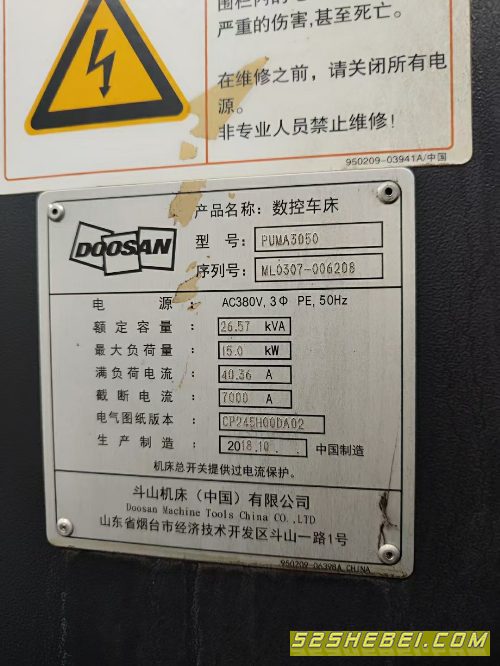 严重的伤害，甚至死亡。
在维修之前，请关闭所有电
源。
非专业人员禁止维修！
950209-03941A/中国
DOOSAN
产品名称：数控车床
型 号：PUMA3050
序列号：ML0307-006208
电 源：AC380V, 3Φ PE, 50Hz
额定容量：26.57 kVA
最大负荷量：15.0 kW
满负荷电流：40.36 A
截断电流：7000 A
电气图纸版本：CP24SH00DA02
生产制造：2018.10. 中国制造
机床总开关提供过电流保护。
斗山机床（中国）有限公司
Doosan Machine Tools China CO.,LTD
山东省烟台市经济技术开发区斗山一路1号
950209-06398A,CHINA
52SHEBEI.COM